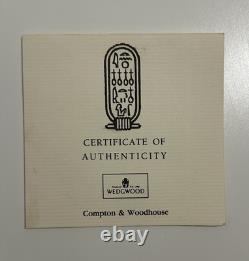 CERTIFICATE OF
AUTHENTICITY
WEDGWOOD
Compton & Woodhouse